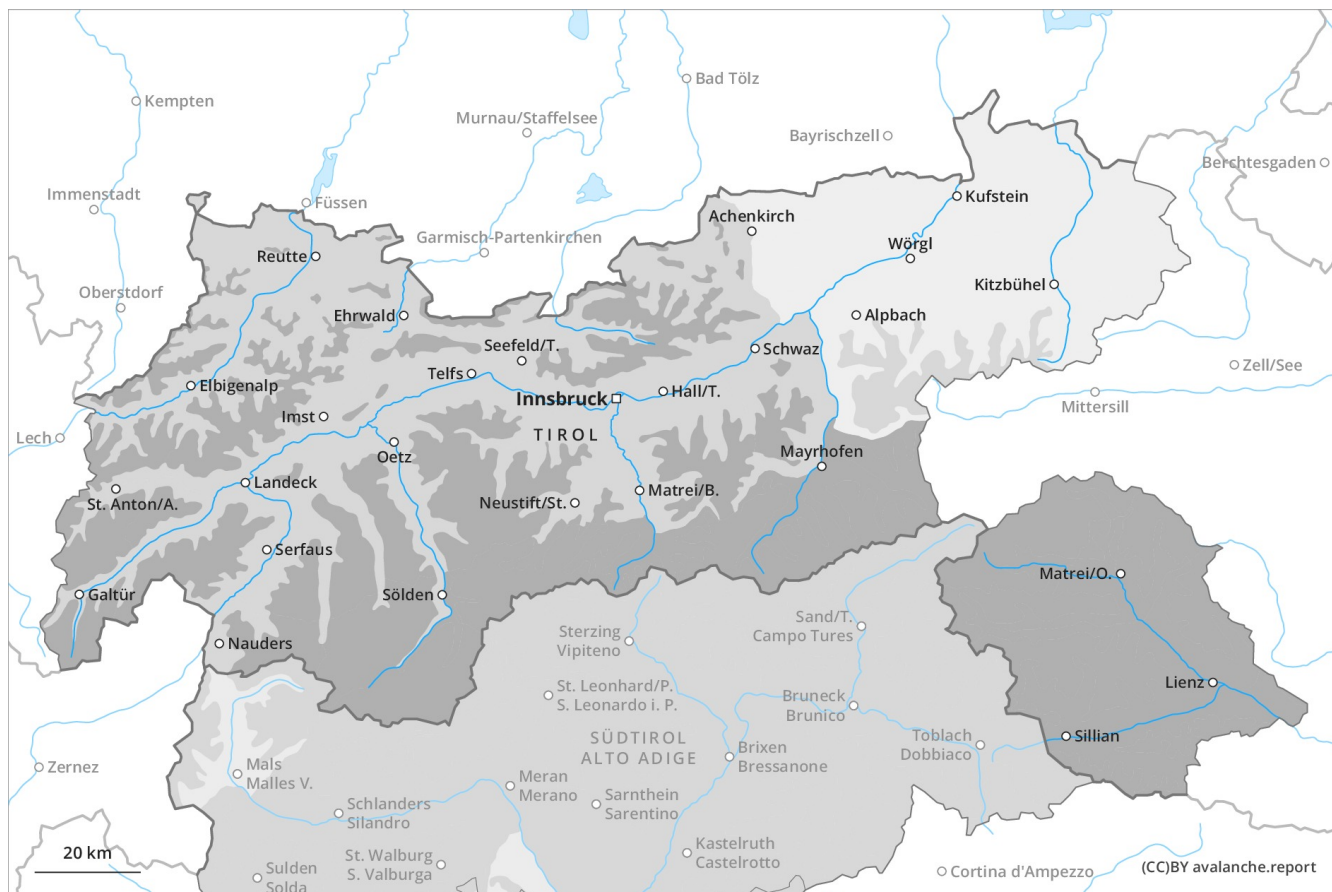 Kempten
Bad Tölz
Murnau/Staffelsee
Bayrischzell
Berchtesgaden
Immenstadt
Füssen
Kufstein
Achenkirch
Garmisch-Partenkirchen
Wörgl
Reutte
Kitzbühel
Oberstdorf
Ehrwald
Alpbach
Seefeld/T.
Schwaz
Zell/See
Telfs
Elbigenalp
Hall/T.
Innsbruck
Mittersill
Imst
Lech
TIROL
Oetz
Mayrhofen
Landeck
Matrei/B.
St. Anton/A.
Neustift/St.
Serfaus
Matrei/O.
Galtür
Sölden
Sand/T.
Campo Tures
Sterzing
Vipiteno
Nauders
Lienz
St. Leonhard/P.
S. Leonardo i. P.
Bruneck
Brunico
SÜDTIROL
ALTO ADIGE
Toblach
Dobbiaco
Sillian
Brixen
Bressanone
Zernez
Mals
Malles V.
Meran
Merano
Schlanders
Silandro
Sarnthein
Sarentino
Kastelruth
Castelrotto
20 km
St. Walburg
S. Valburga
Sulden
Solda
Cortina d'Ampezzo
(CC)BY avalanche.report